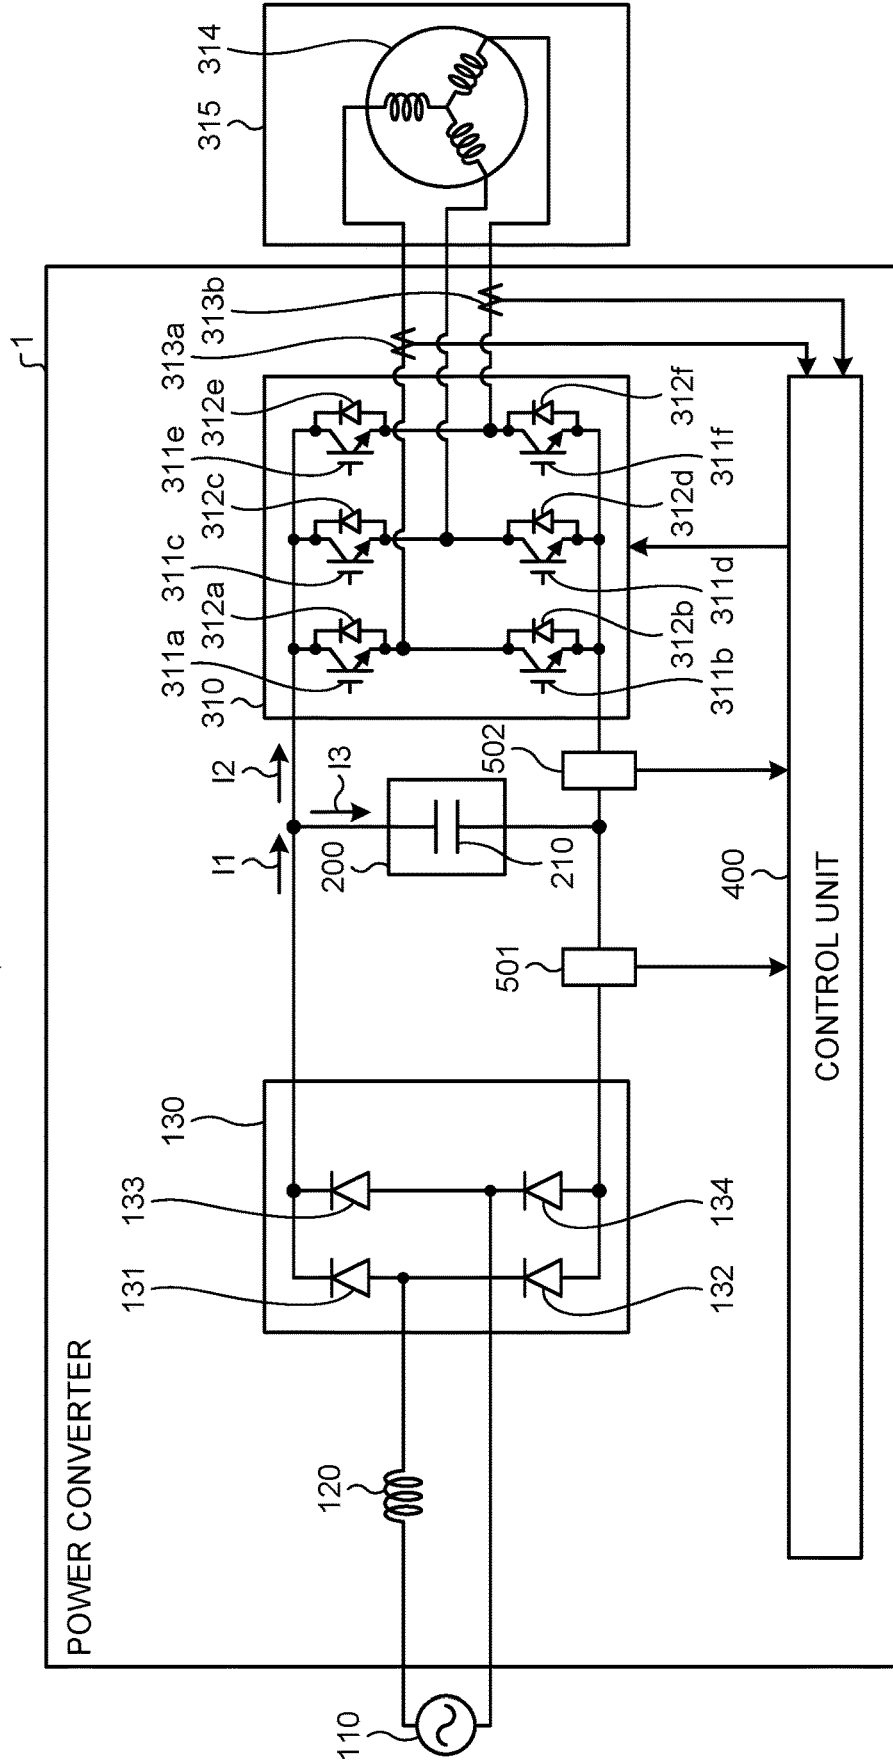 POWER CONVERTER
1
110
120
130
131
133
132
134
I1
I2
I3
200
210
501
502
310
311a
312a
311c
312c
311e
312e
313a
313b
311b
312b
311d
312d
311f
312f
315
314
400
CONTROL UNIT